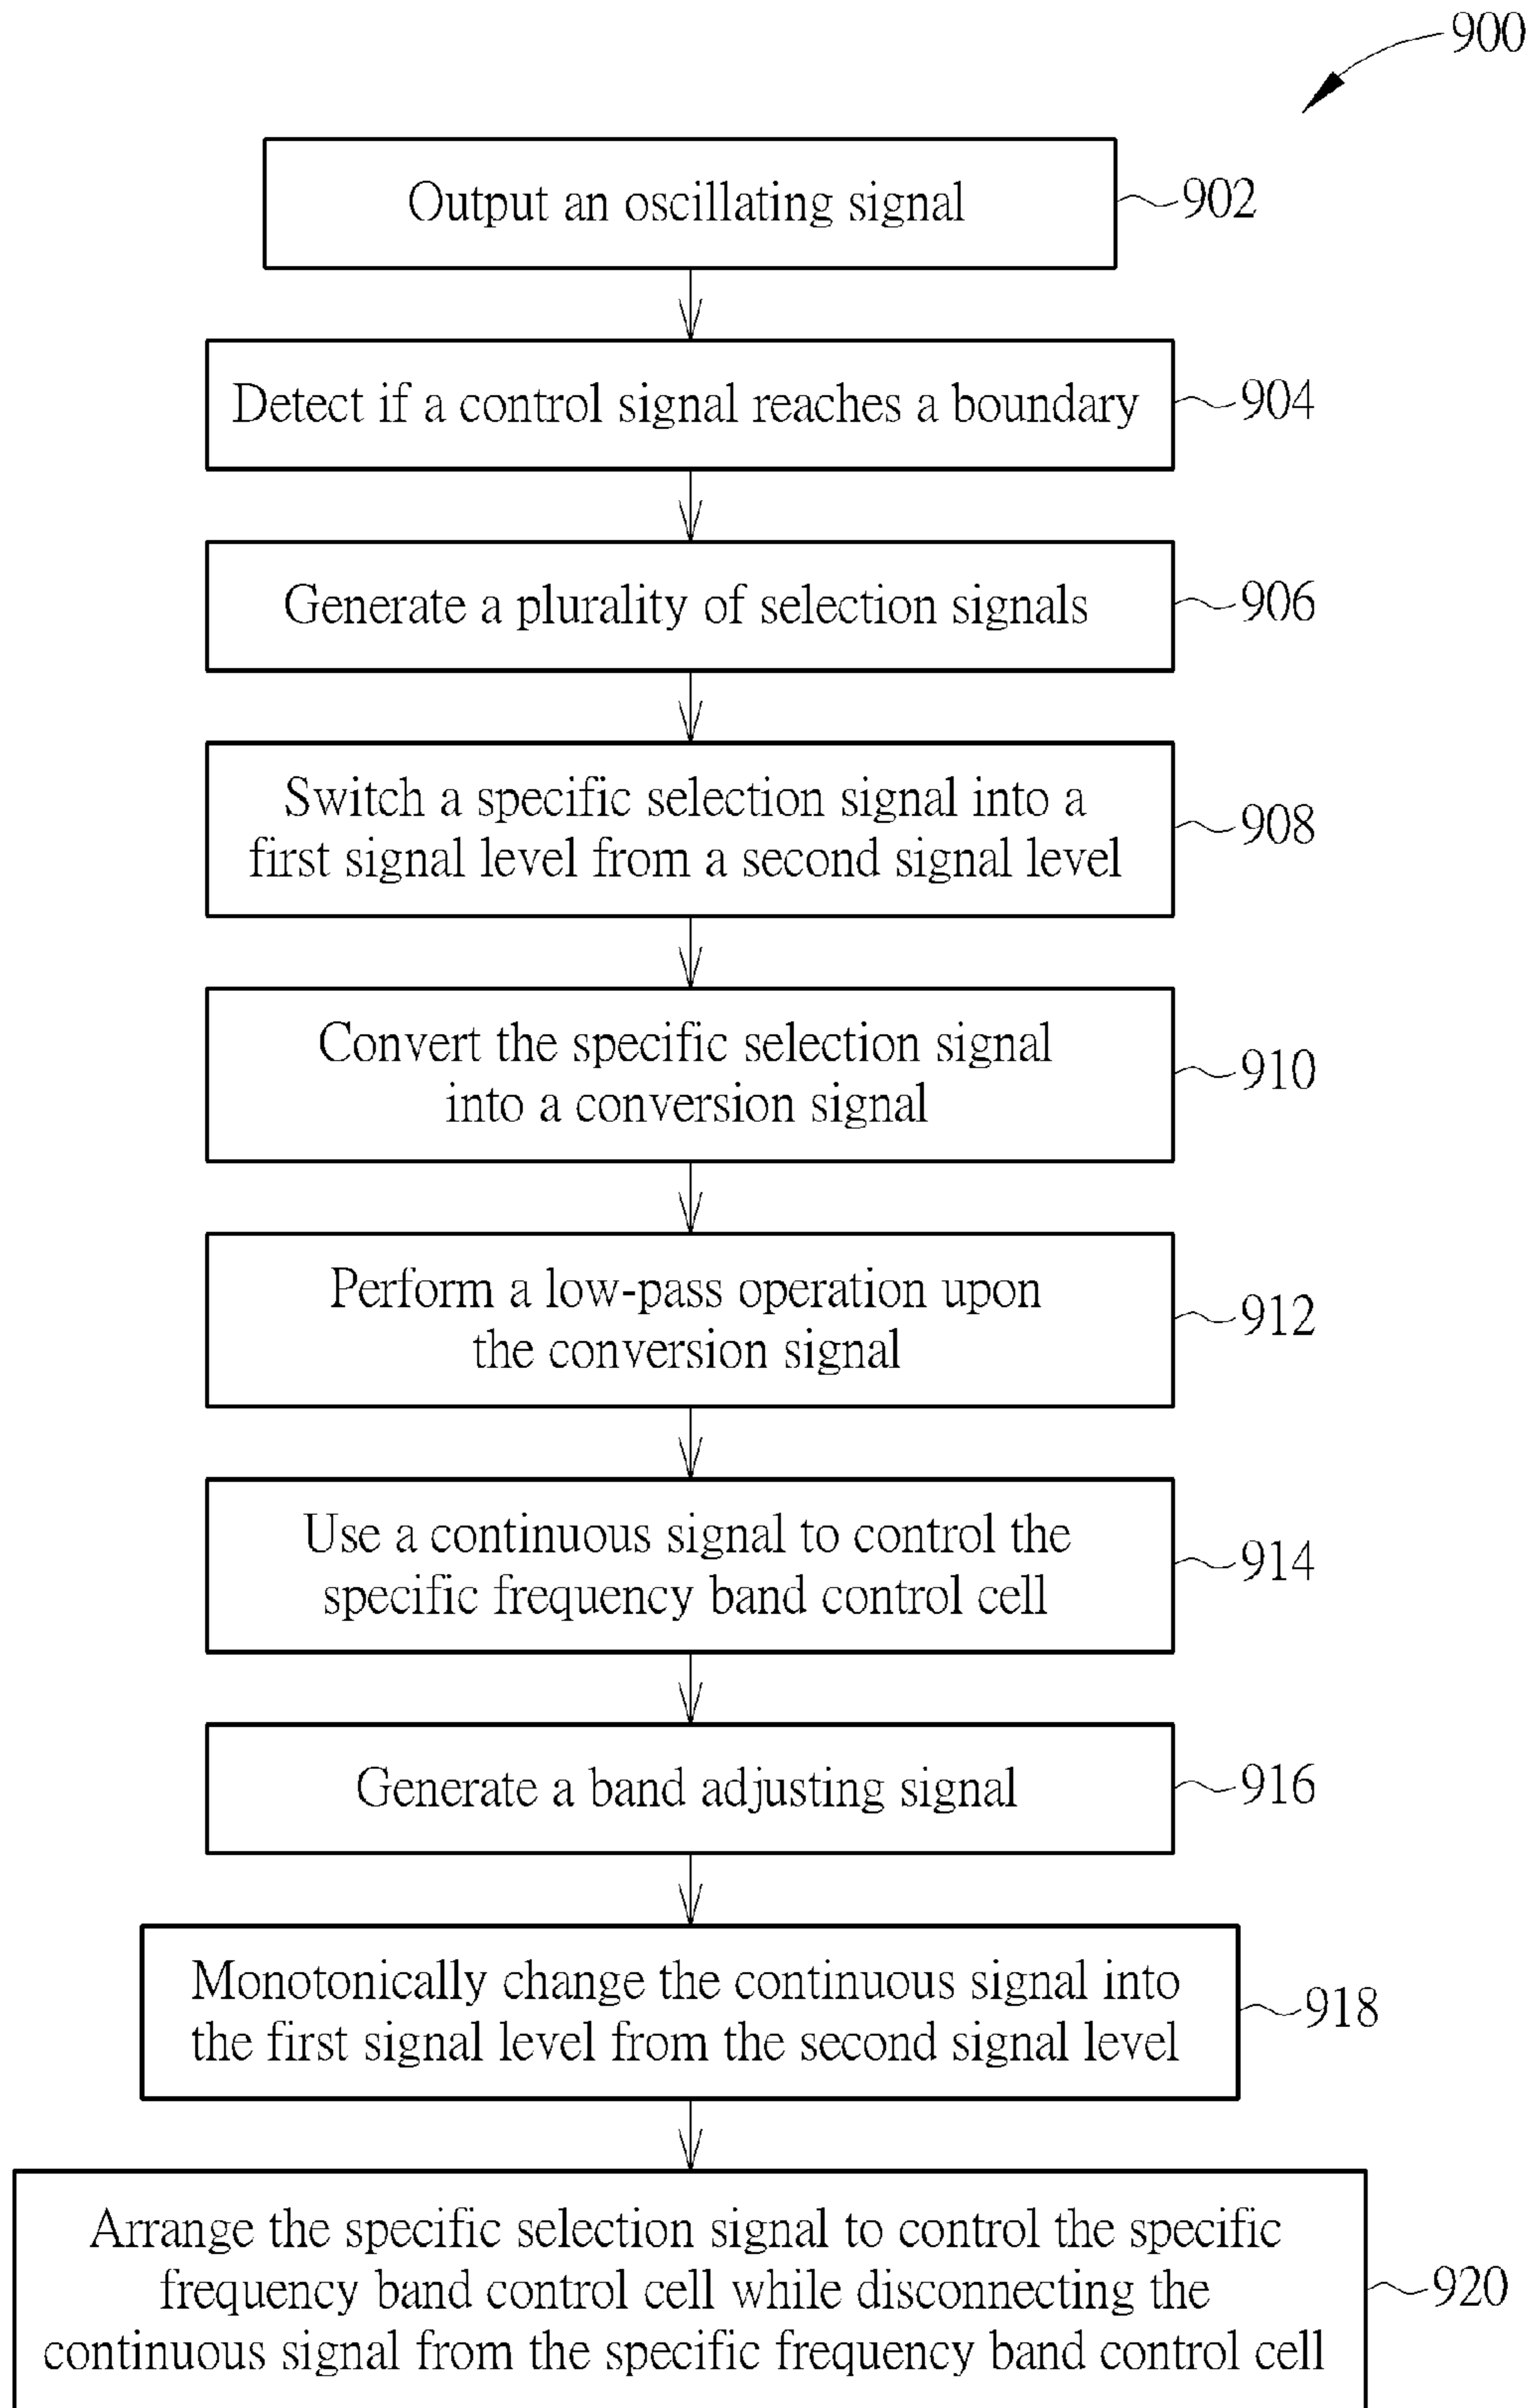 900
Output an oscillating signal
902
Detect if a control signal reaches a boundary
904
Generate a plurality of selection signals
906
Switch a specific selection signal into a
first signal level from a second signal level
908
Convert the specific selection signal
into a conversion signal
910
Perform a low-pass operation upon
the conversion signal
912
Use a continuous signal to control the
specific frequency band control cell
914
Generate a band adjusting signal
916
Monotonically change the continuous signal into
the first signal level from the second signal level
918
Arrange the specific selection signal to control the specific
frequency band control cell while disconnecting the
continuous signal from the specific frequency band control cell
920